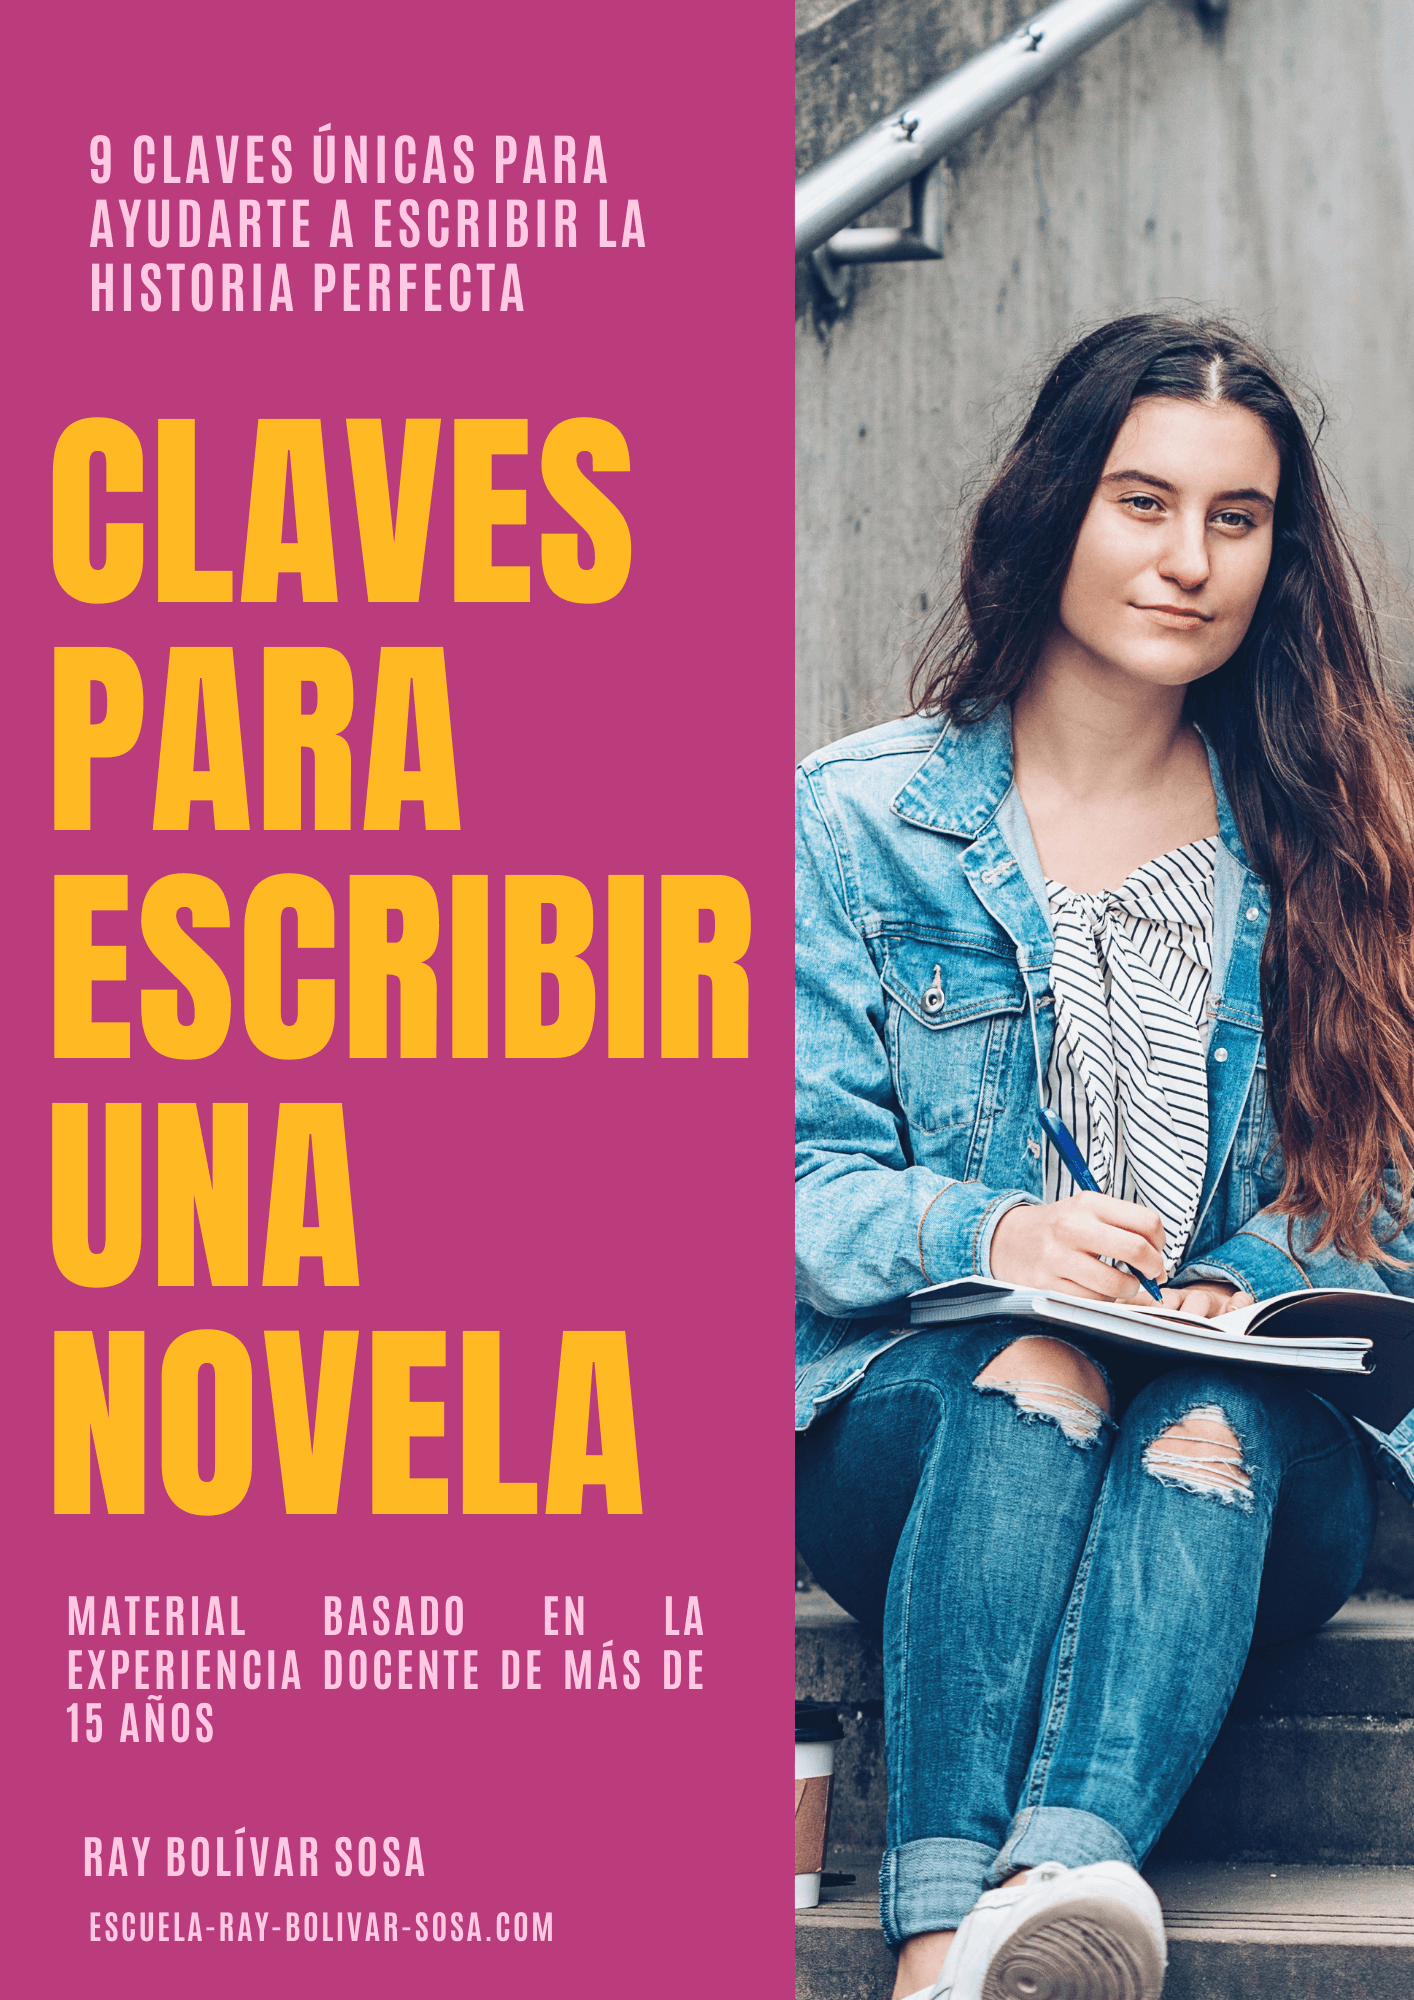 9 CLAVES ÚNICAS PARA
AYUDARTE A ESCRIBIR LA
HISTORIA PERFECTA
CLAVES
PARA
ESCRIBIR
UNA
NOVELA
MATERIAL BASADO EN LA
EXPERIENCIA DOCENTE DE MÁS DE
15 AÑOS
RAY BOLÍVAR SOSA
ESCUELA-RAY-BOLIVAR-SOSA.COM